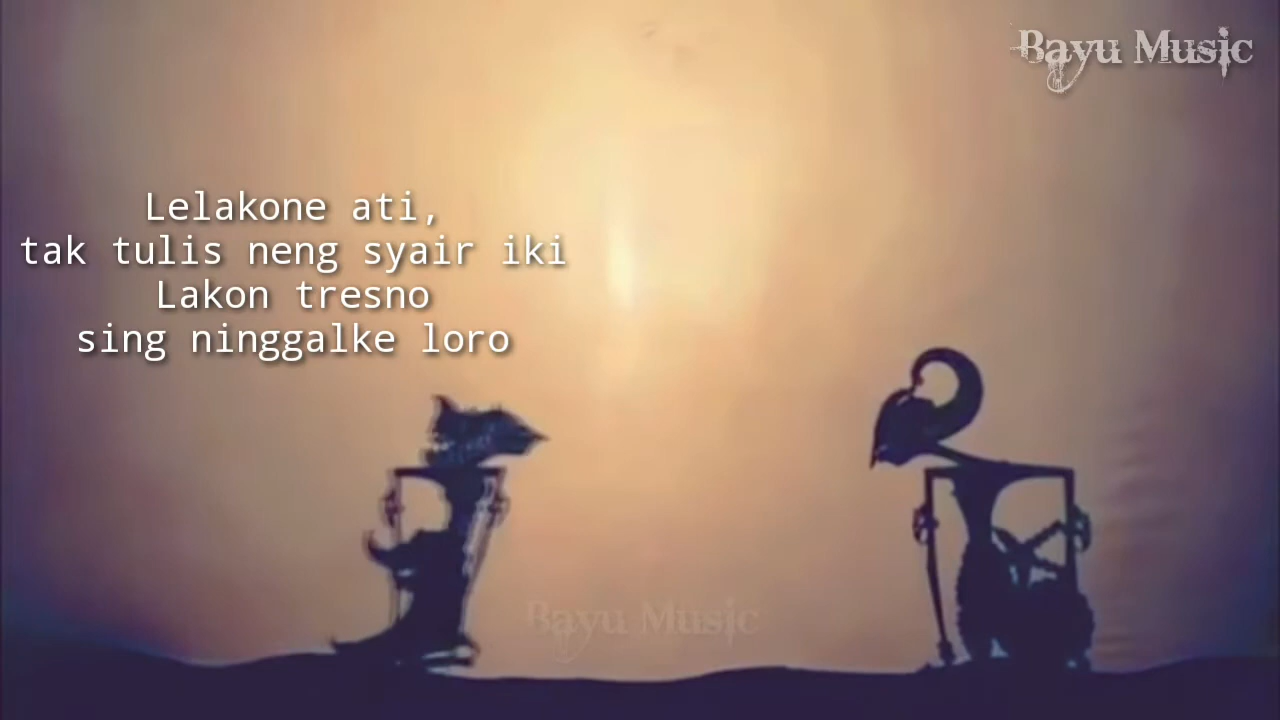 Bayu Music
Lelakone ati,
tak tulis neng syair iki
Lakon tresno
sing ninggalke loro
Bayu Music